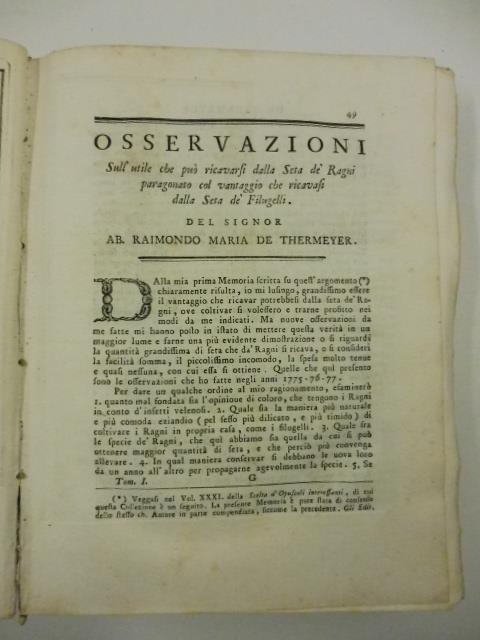 49
OSSERVAZIONI
Sull' utile che può ricavarsi dalla Seta de' Ragni
paragonato col vantaggio che ricavasi
dalla Seta de' Filugelli.
DEL SIGNOR
AB. RAIMONDO MARIA DE THERMEYER.
DAlla mia prima Memoria scritta su quest' argomento (*)
chiaramente risulta, io mi lusingo, grandissimo essere
il vantaggio che ricavar potrebbesi dalla seta de' Ra-
gni, ove coltivar si volessero e trarne profitto nei
modi da me indicati. Ma nuove osservazioni da
me fatte mi hanno posto in istato di mettere questa verità in un
maggior lume e farne una più evidente dimostrazione o si riguardi
la quantità grandissima di seta che da' Ragni si ricava, o si consideri
la facilità somma, il piccolissimo incomodo, la spesa molto tenue
e quasi nessuna, con cui essa si ottiene. Quelle che qui presento
sono le osservazioni che ho fatte negli anni 1775-76-77.
Per dare un qualche ordine al mio ragionamento, esaminerò
1. quanto mal fondata sia l'opinione di coloro, che tengono i Ragni
in conto d'insetti velenosi. 2. Quale sia la maniera più naturale
e più comoda eziandio ( pel sesso più dilicato, e più timido ) di
coltivare i Ragni in propria casa, come i filugelli. 3. Quale sia
le specie de' Ragni, che qui abbiamo sia quella da cui si può
ottenere maggior quantità di seta, e che perciò più convenga
allevare. 4. In qual maniera conservar si debbano le uova loro
da un anno all'altro per propagarne agevolmente la specie. 5. Se
Tom. I. G
(*) Veggasi nel Vol. XXXI. della Scelta d'Opuscoli interessanti, di cui
questa Collezione è un seguito. La presente Memoria è pure stata di consenso
dello stesso ch. Autore in parte compendiata, siccome la precedente. Gli Edit.